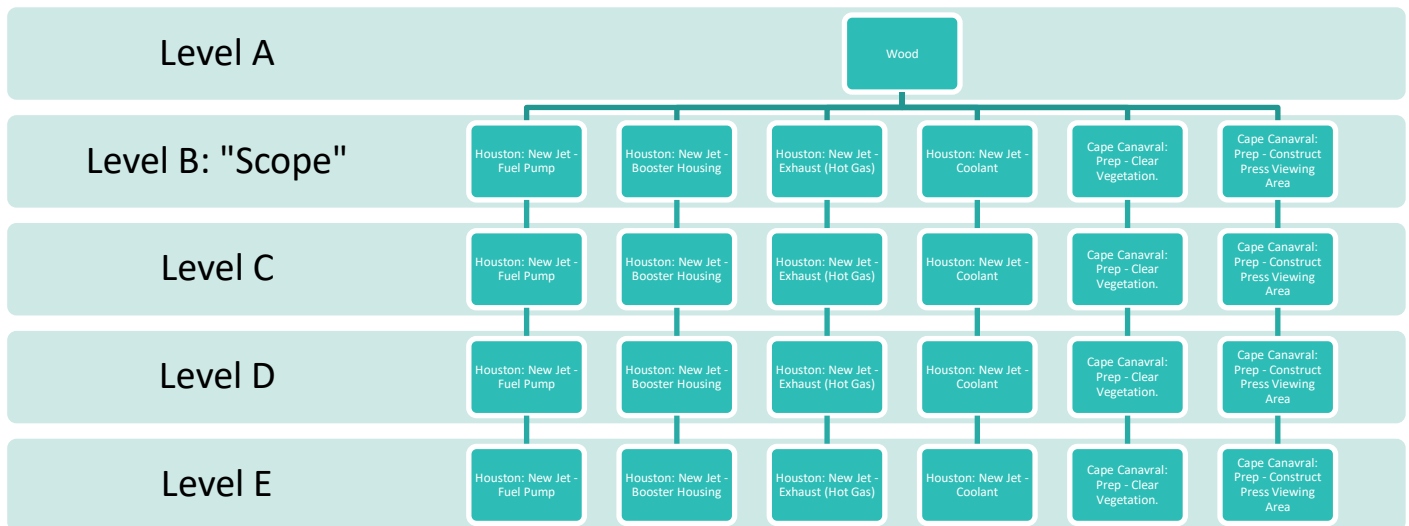 Level A
Wood
Level B: "Scope"
Houston: New Jet -
Fuel Pump
Houston: New Jet -
Booster Housing
Houston: New Jet -
Exhaust (Hot Gas)
Houston: New Jet -
Coolant
Cape Canavral:
Prep - Clear
Vegetation.
Cape Canavral:
Prep - Construct
Press Viewing
Area
Level C
Houston: New Jet -
Fuel Pump
Houston: New Jet -
Booster Housing
Houston: New Jet -
Exhaust (Hot Gas)
Houston: New Jet -
Coolant
Cape Canavral:
Prep - Clear
Vegetation.
Cape Canavral:
Prep - Construct
Press Viewing
Area
Level D
Houston: New Jet -
Fuel Pump
Houston: New Jet -
Booster Housing
Houston: New Jet -
Exhaust (Hot Gas)
Houston: New Jet -
Coolant
Cape Canavral:
Prep - Clear
Vegetation.
Cape Canavral:
Prep - Construct
Press Viewing
Area
Level E
Houston: New Jet -
Fuel Pump
Houston: New Jet -
Booster Housing
Houston: New Jet -
Exhaust (Hot Gas)
Houston: New Jet -
Coolant
Cape Canavral:
Prep - Clear
Vegetation.
Cape Canavral:
Prep - Construct
Press Viewing
Area